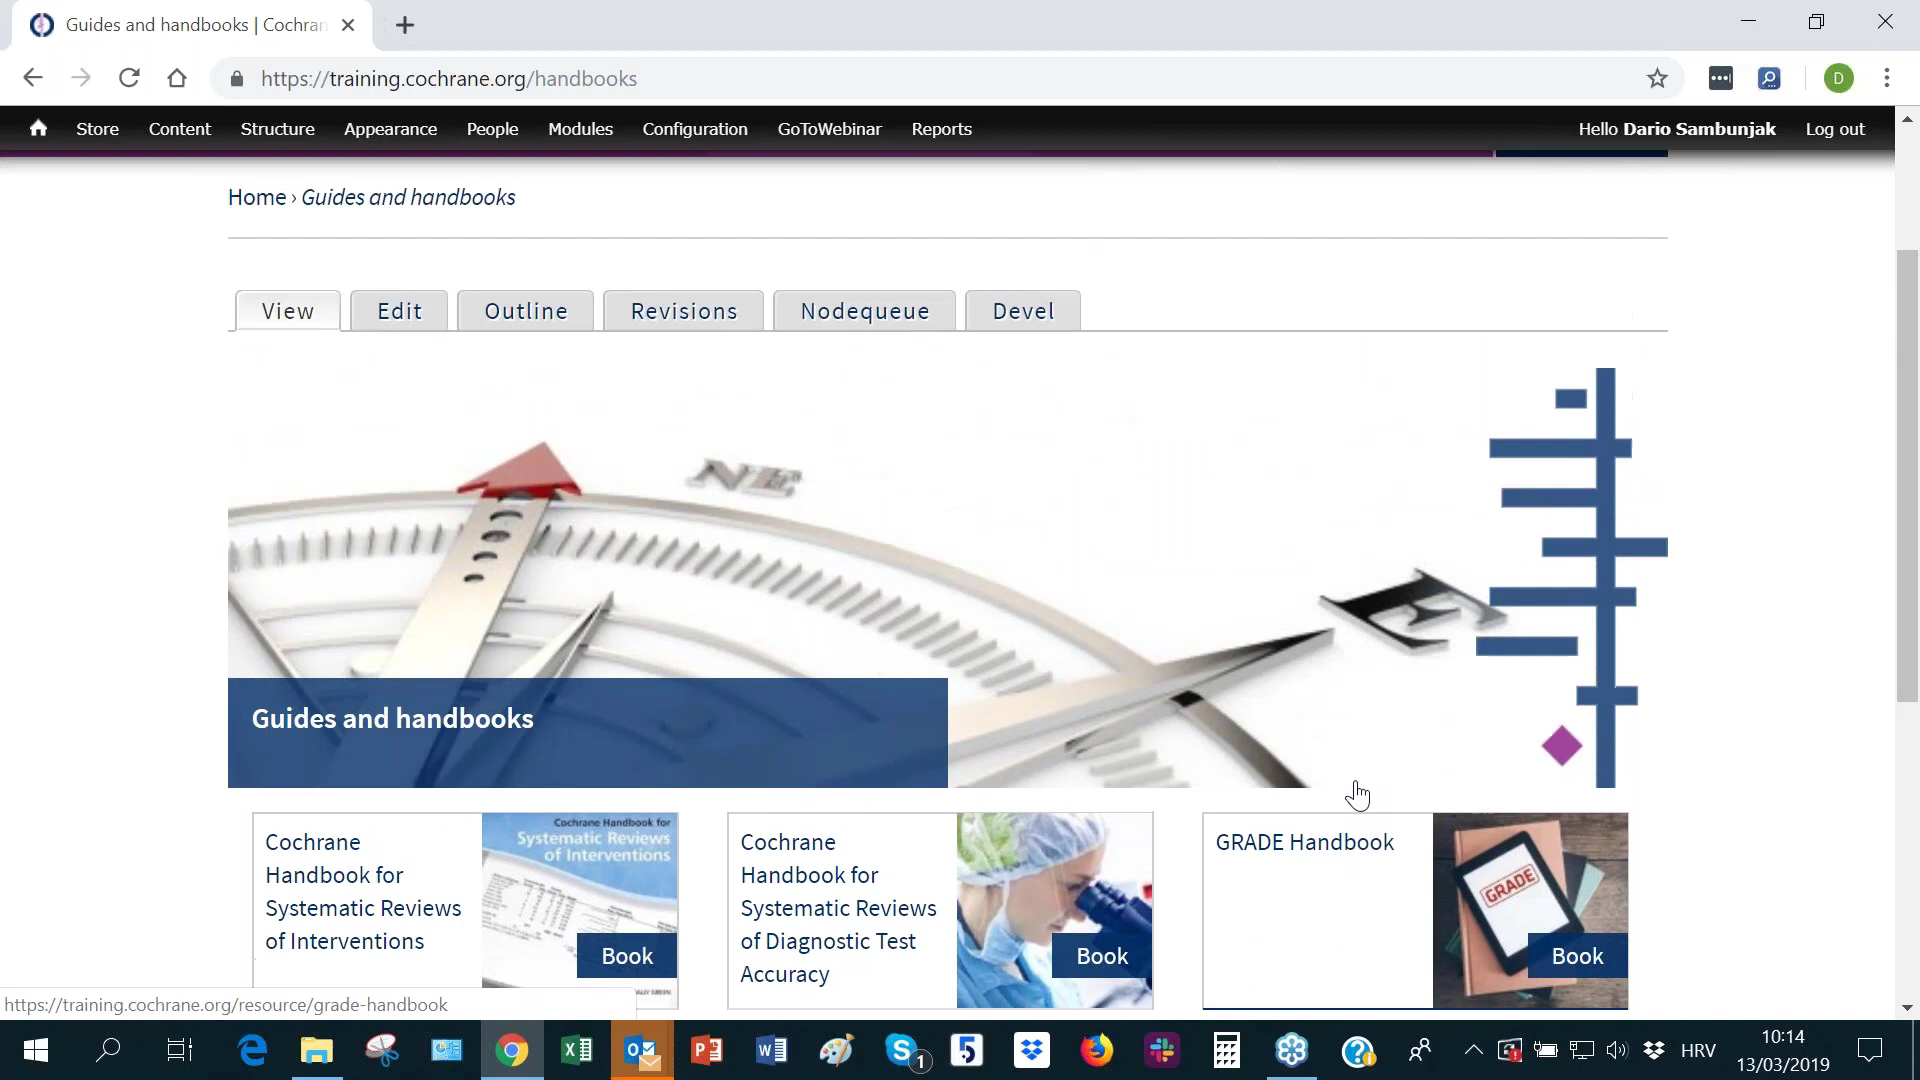 Guides and handbooks | Cochran
https://training.cochrane.org/handbooks
D
Store Content Structure Appearance People Modules Configuration GoToWebinar Reports
Hello Dario Sambunjak Log out
Home › Guides and handbooks
View Edit Outline Revisions Nodequeue Devel
NE
E
Guides and handbooks
Cochrane
Handbook for
Systematic Reviews
of Interventions
Cochrane Handbook for
Systematic Reviews
of Interventions
Book
Cochrane
Handbook for
Systematic Reviews
of Diagnostic Test
Accuracy
Book
GRADE Handbook
GRADE
Book
https://training.cochrane.org/resource/grade-handbook
1
5
HRV
10:14
13/03/2019